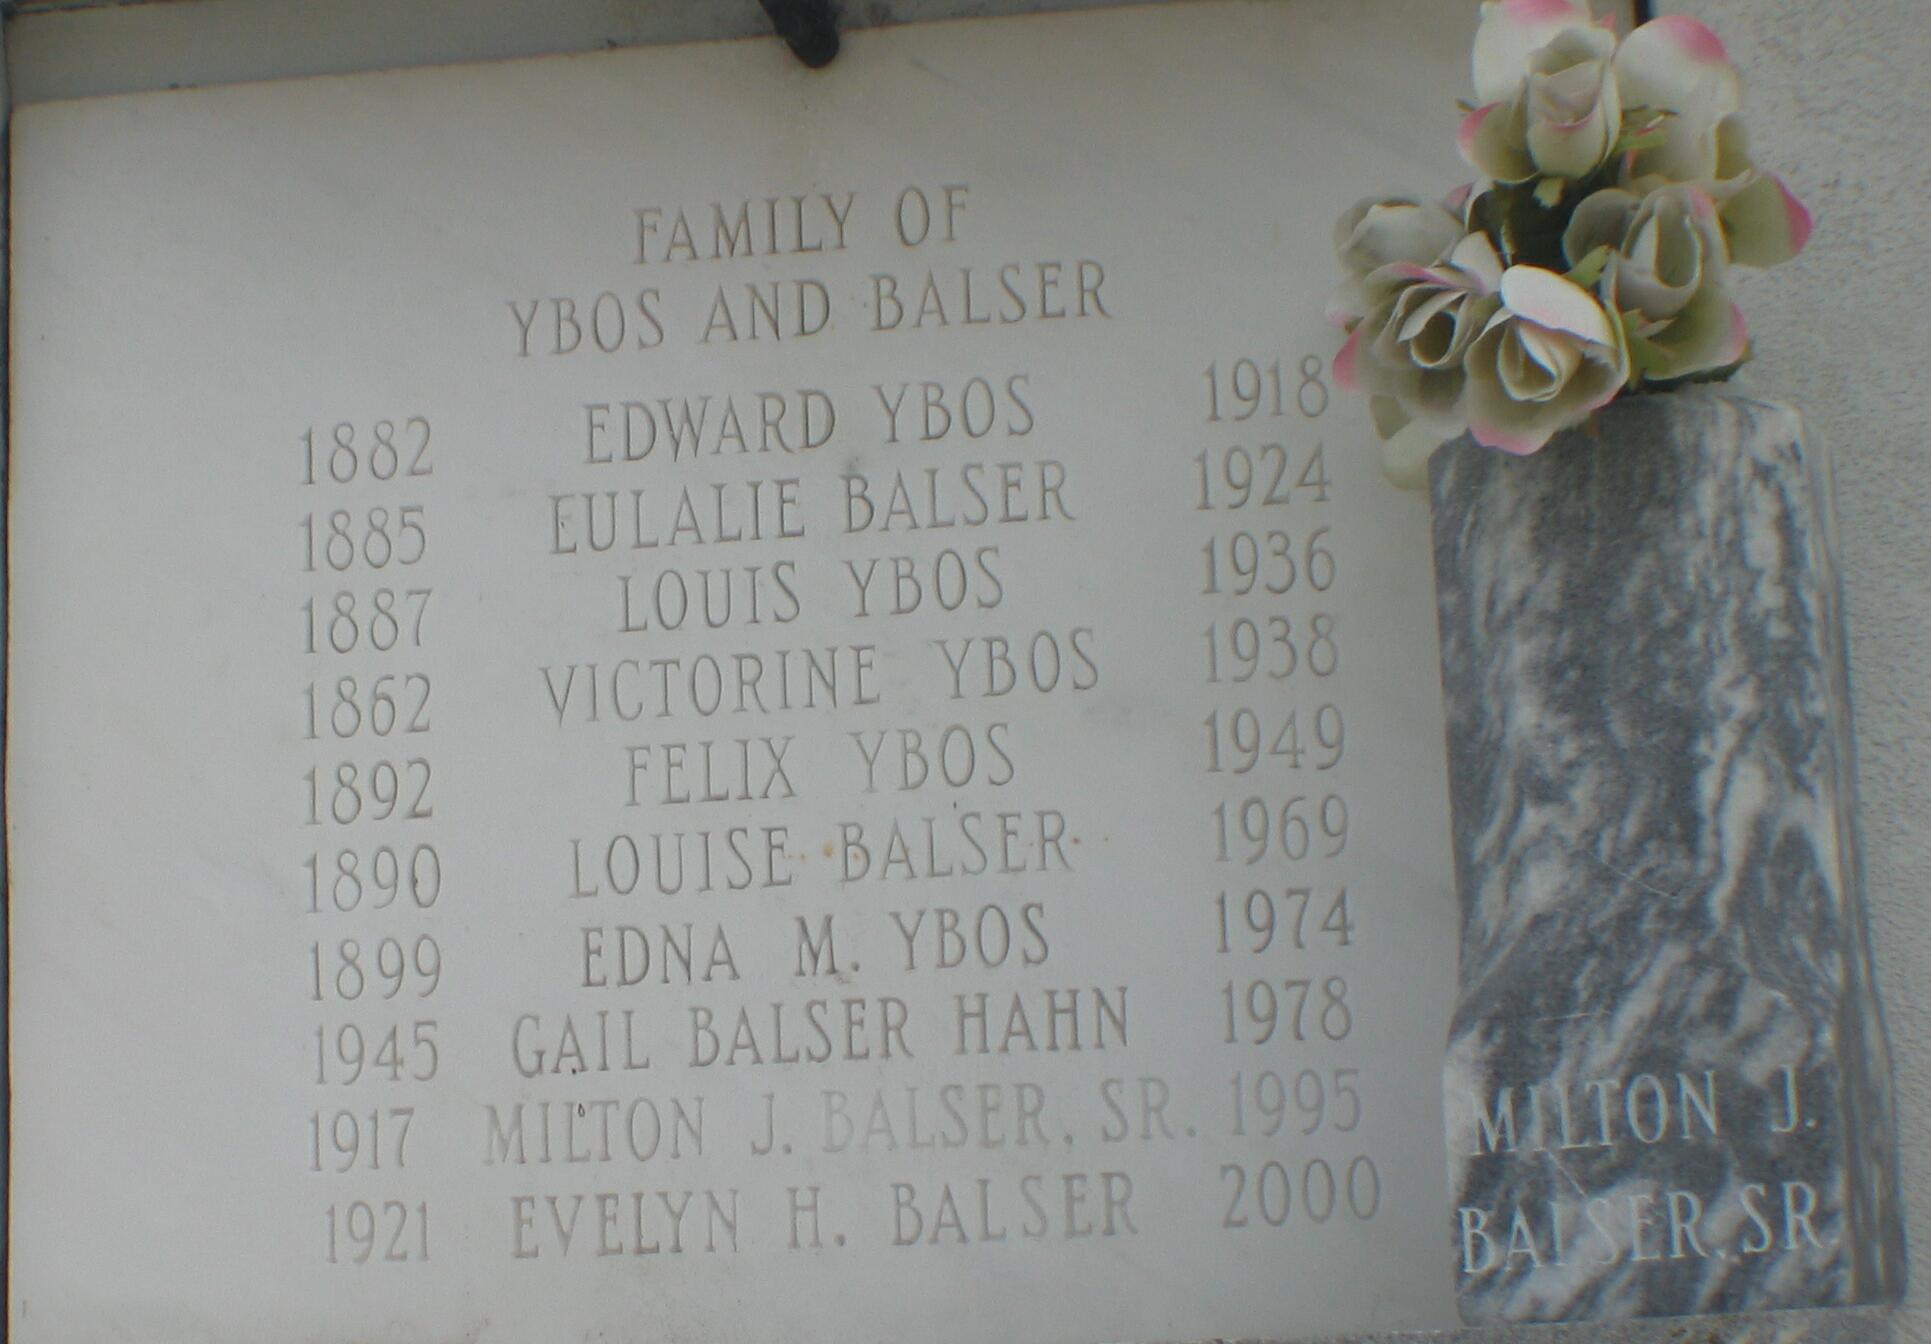 FAMILY OF
YBOS AND BALSER
1882 EDWARD YBOS 1918
1885 EULALIE BALSER 1924
1887 LOUIS YBOS 1936
1862 VICTORINE YBOS 1938
1892 FELIX YBOS 1949
1890 LOUISE BALSER 1969
1899 EDNA M. YBOS 1974
1945 GAIL BALSER HAHN 1978
1917 MILTON J. BALSER, SR. 1995
1921 EVELYN H. BALSER 2000
MILTON J.
BALSER, SR.